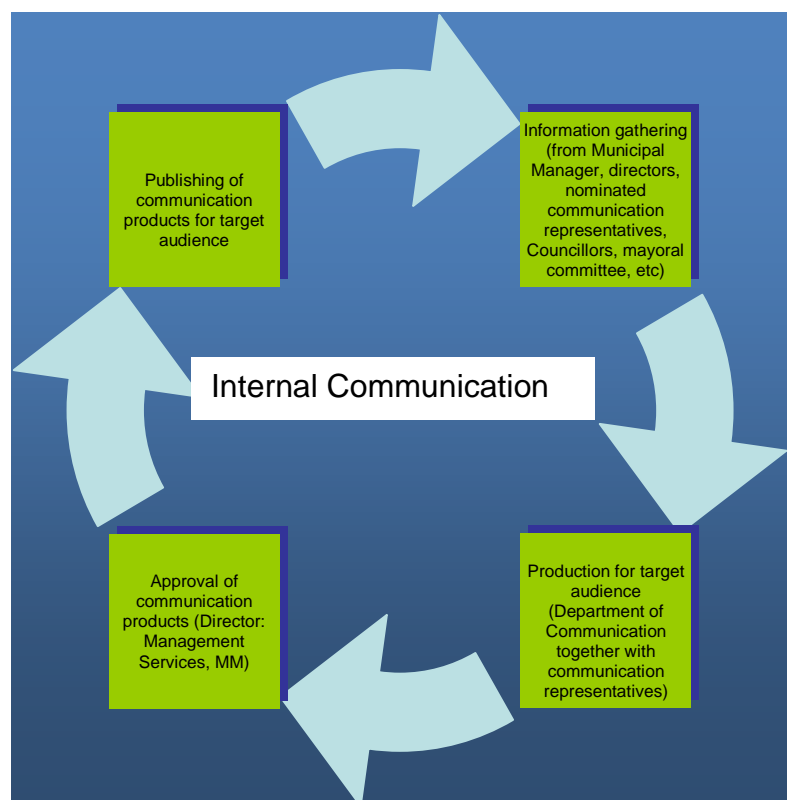 Publishing of
communication
products for target
audience
Information gathering
(from Municipal
Manager, directors,
nominated
communication
representatives,
Councillors, mayoral
committee, etc)
Internal Communication
Approval of
communication
products (Director:
Management
Services, MM)
Production for target
audience
(Department of
Communication
together with
communication
representatives)